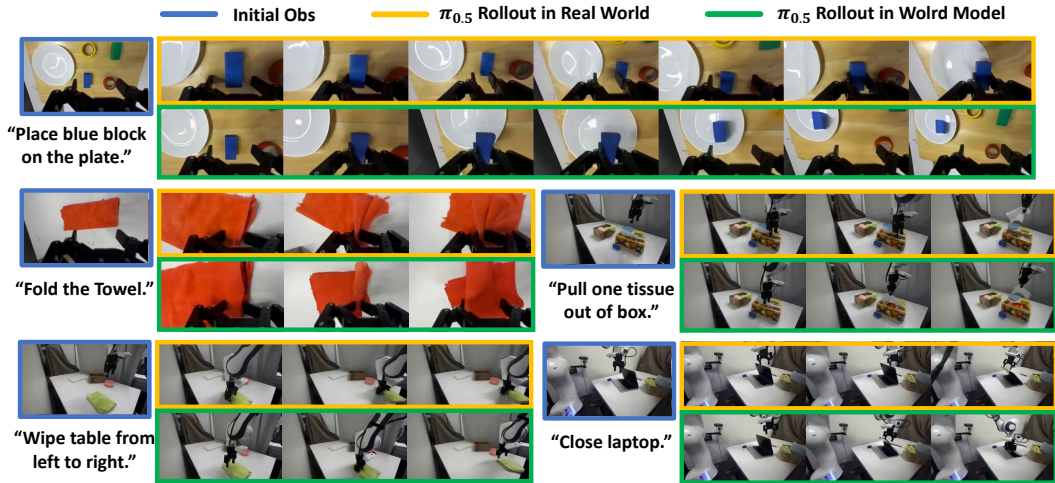 Initial Obs
π0.5 Rollout in Real World
π0.5 Rollout in Wolrd Model
“Place blue block
on the plate.”
“Fold the Towel.”
“Pull one tissue
out of box.”
“Wipe table from
left to right.”
“Close laptop.”